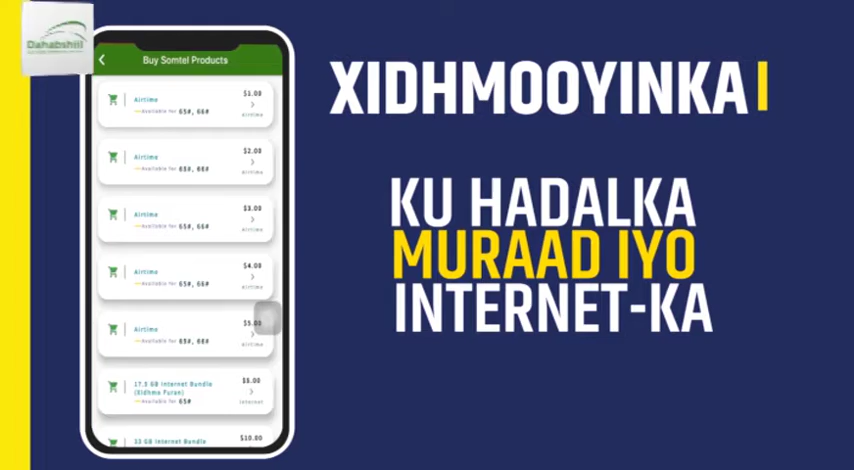 Dahabshiil
Buy Somtel Products
Airtime
$1.00
Available for 65#, 66#
airtime
Airtime
$2.00
Available for 65#, 66#
airtime
Airtime
$3.00
Available for 65#, 66#
airtime
Airtime
$4.00
Available for 65#, 66#
airtime
Airtime
$5.00
Available for 65#, 66#
airtime
17.5 GB Internet Bundle
(Xidhma Furan)
$5.00
Available for 65#
internet
33 GB Internet Bundle
$10.00
XIDHMOOYINKA
KU HADALKA
MURAAD IYO
INTERNET-KA